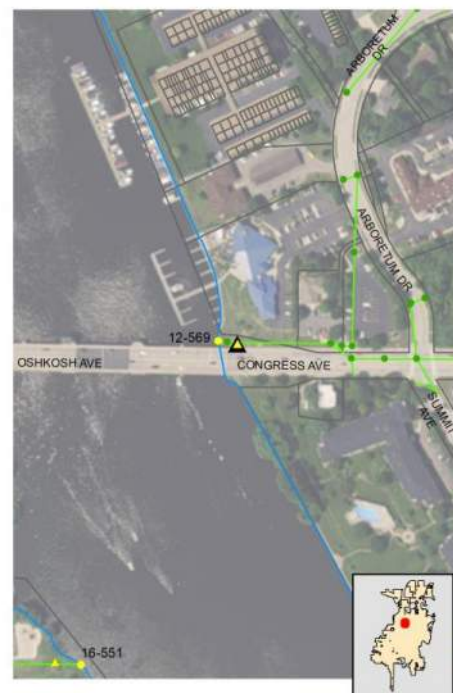 ARBORETUM
DR
ARBORETUM DR
12-569
OSHKOSH AVE
CONGRESS AVE
SUMMIT
AVE
16-551